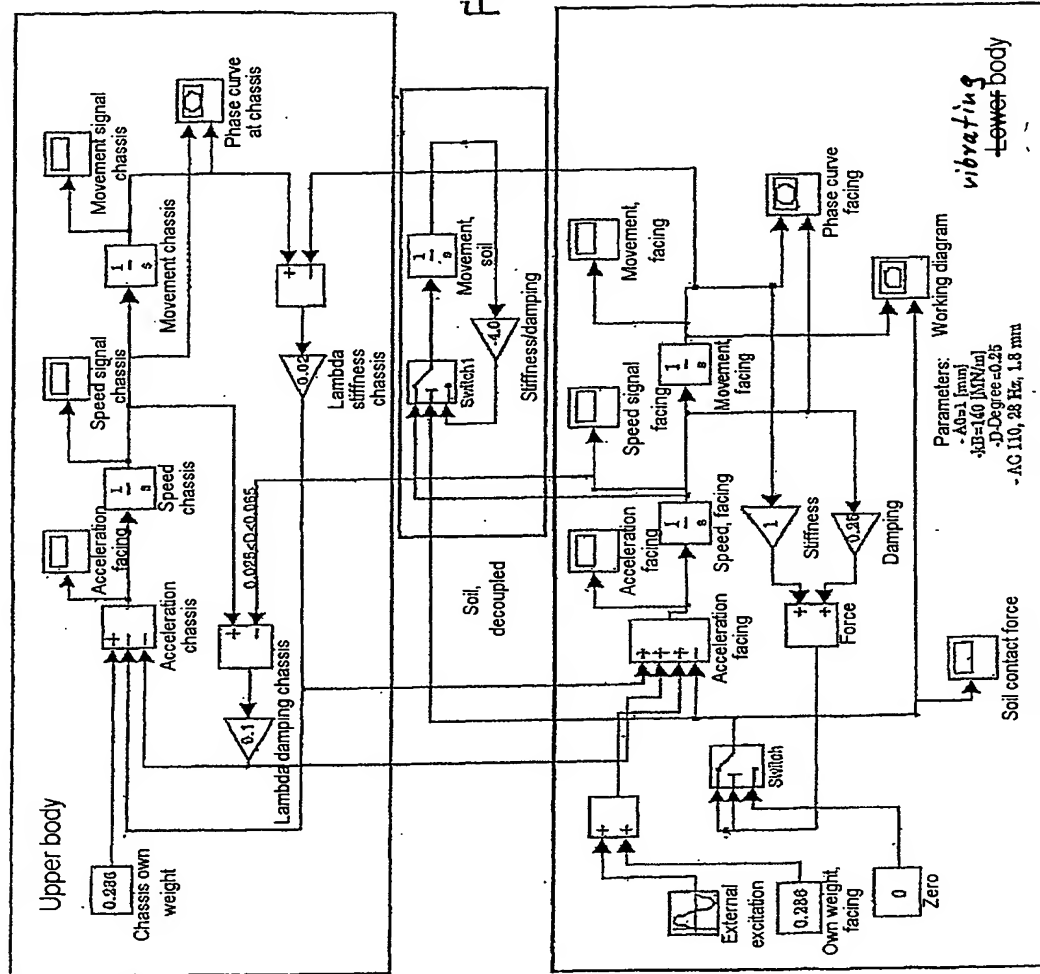 Upper body
0.236
Chassis own
weight
Acceleration
chassis
Acceleration
facing
1
s
Speed
chassis
Speed signal
chassis
1
s
Movement chassis
Movement signal
chassis
Phase curve
at chassis
0.1
Lambda damping chassis
0.025<D<0.065
0.02
Lambda
stiffness
chassis
Soil,
decoupled
Switch1
1
s
Movement,
soil
-4.0
Stiffness/damping
External
excitation
0.286
Own weight,
facing
0
Zero
Switch
Acceleration
facing
Acceleration
facing
1
s
Speed, facing
Speed signal
facing
1
s
Movement,
facing
Movement,
facing
Phase curve
facing
1
Stiffness
0.25
Damping
Force
Soil contact force
Working diagram
Parameters:
- A0=1 [mm]
-kB=140 [MN/m]
-D-Degree=0.25
- AC 110, 28 Hz, 1.8 mm
vibrating
Lower body